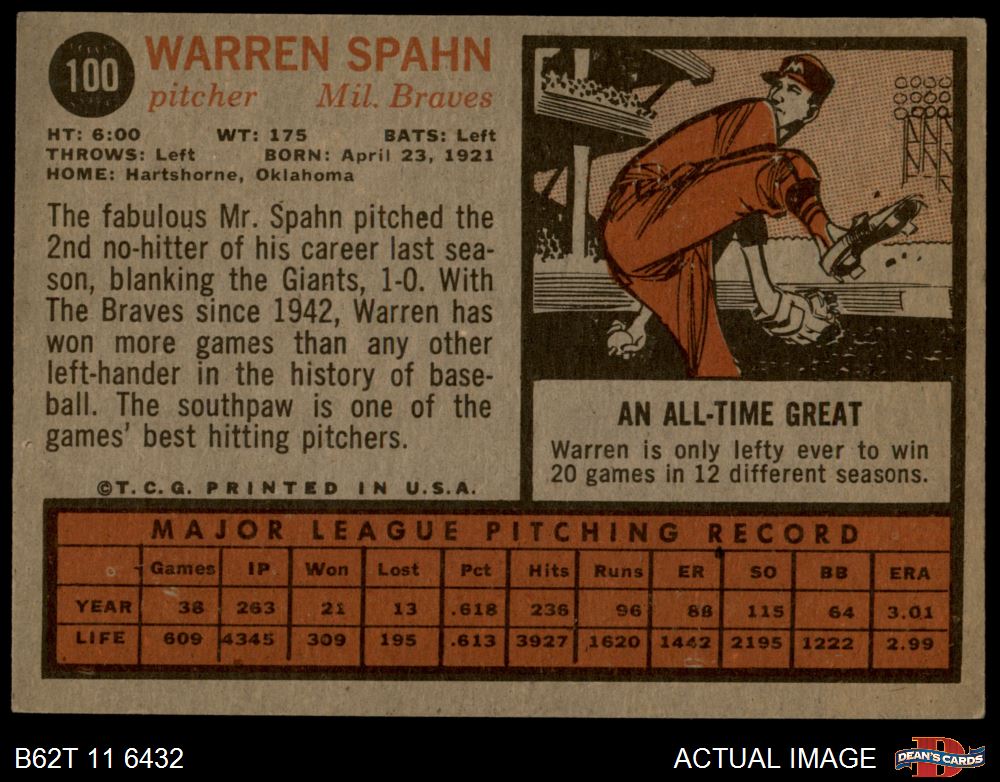 100
WARREN SPAHN
pitcher Mil. Braves
HT: 6:00 WT: 175 BATS: Left
THROWS: Left BORN: April 23, 1921
HOME: Hartshorne, Oklahoma
The fabulous Mr. Spahn pitched the
2nd no-hitter of his career last sea-
son, blanking the Giants, 1-0. With
The Braves since 1942, Warren has
won more games than any other
left-hander in the history of base-
ball. The southpaw is one of the
games' best hitting pitchers.
©T.C.G. PRINTED IN U.S.A.
M
AN ALL-TIME GREAT
Warren is only lefty ever to win
20 games in 12 different seasons.
MAJOR LEAGUE PITCHING RECORD
Games IP Won Lost Pct Hits Runs ER SO BB ERA
YEAR 38 263 21 13 .618 236 96 88 115 64 3.01
LIFE 609 4345 309 195 .613 3927 1620 1442 2195 1222 2.99
B62T 11 6432
ACTUAL IMAGE
D
DEAN'S CARDS